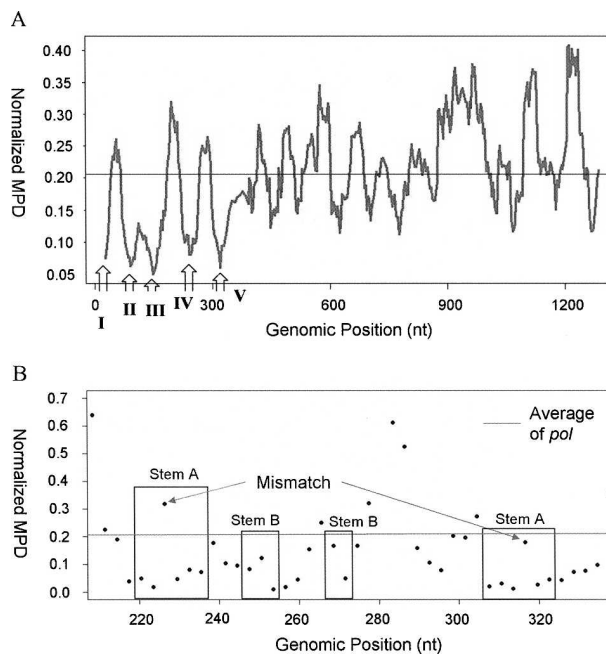 A
Normalized MPD
0.40
0.35
0.30
0.25
0.20
0.15
0.10
0.05
0 300 600 900 1200
I II III IV V
Genomic Position (nt)
B
Normalized MPD
0.7
0.6
0.5
0.4
0.3
0.2
0.1
0.0
Average
of pol
Stem A
Mismatch
Stem B
Stem B
Stem A
220 240 260 280 300 320
Genomic Position (nt)